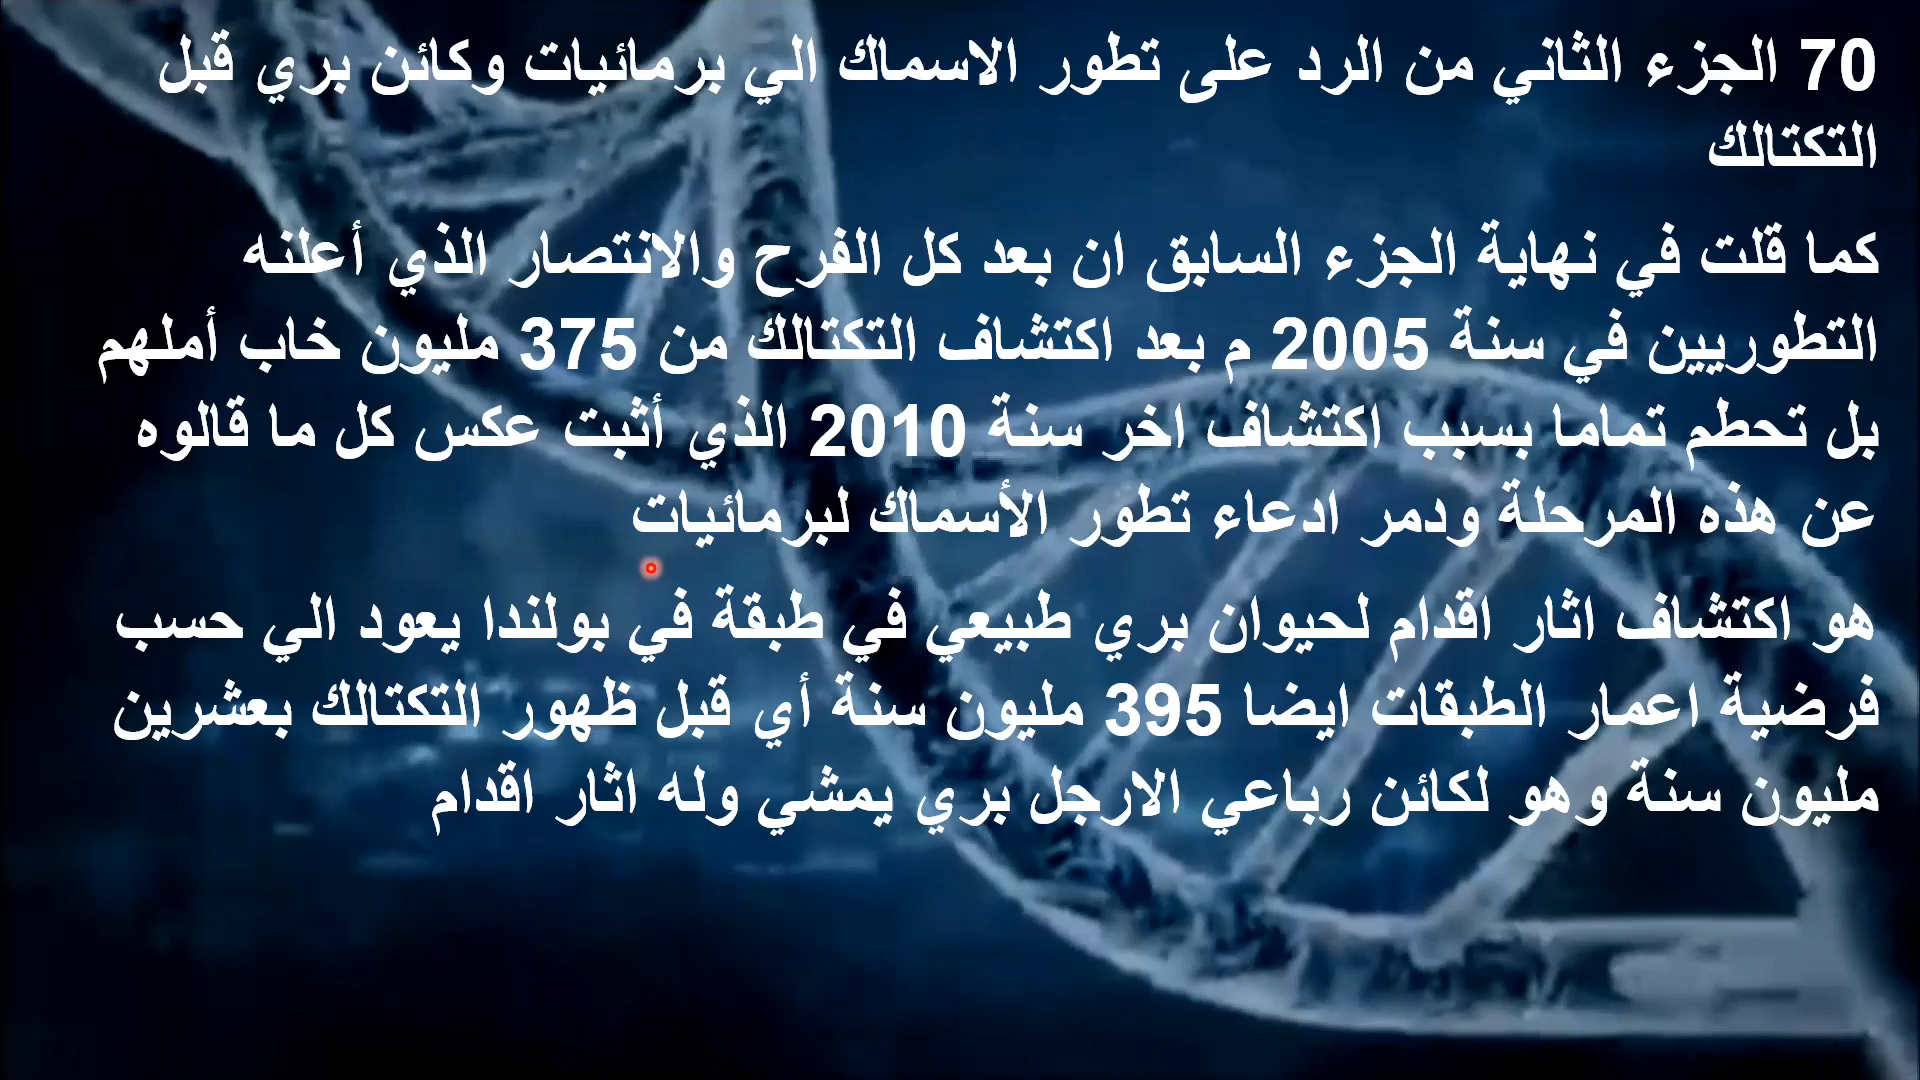 70 الجزء الثاني من الرد على تطور الاسماك الي برمائيات وكائن بري قبل
التكتالك
كما قلت في نهاية الجزء السابق ان بعد كل الفرح والانتصار الذي أعلنه
التطوريين في سنة 2005 م بعد اكتشاف التكتالك من 375 مليون خاب أملهم
بل تحطم تماما بسبب اكتشاف اخر سنة 2010 الذي أثبت عكس كل ما قالوه
عن هذه المرحلة ودمر ادعاء تطور الأسماك لبرمائيات
هو اكتشاف اثار اقدام لحيوان بري طبيعي في طبقة في بولندا يعود الي حسب
فرضية اعمار الطبقات ايضا 395 مليون سنة أي قبل ظهور التكتالك بعشرين
مليون سنة وهو لكائن رباعي الارجل بري يمشي وله اثار اقدام